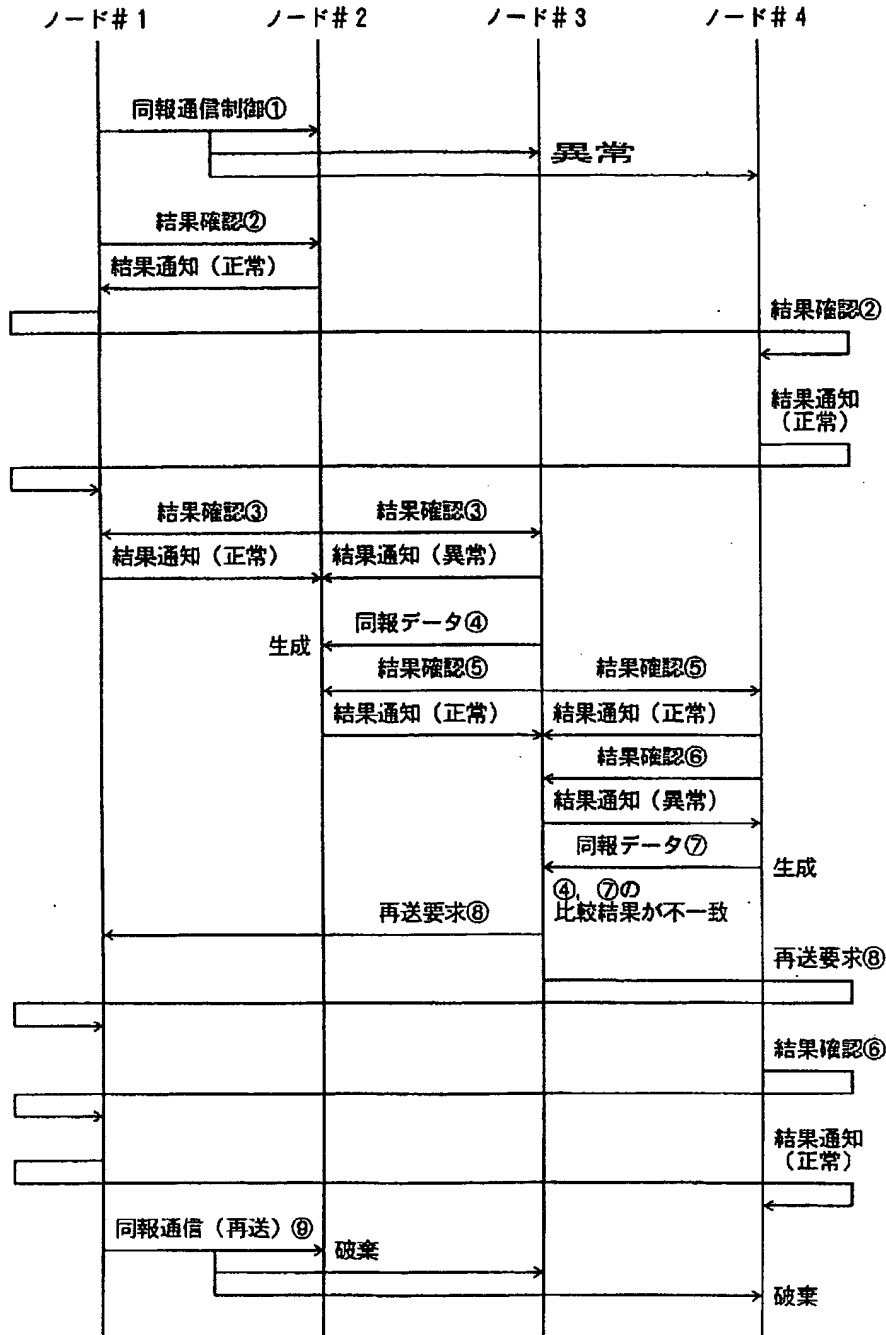 ノード#1 ノード#2 ノード#3 ノード#4
同報通信制御①
異常
結果確認②
結果通知（正常）
結果確認②
結果通知
（正常）
結果確認③ 結果確認③
結果通知（正常） 結果通知（異常）
同報データ④
生成
結果確認⑤ 結果確認⑤
結果通知（正常） 結果通知（正常）
結果確認⑥
結果通知（異常）
同報データ⑦
生成
④, ⑦の
比較結果が不一致
再送要求⑧
再送要求⑧
結果確認⑥
結果通知
（正常）
同報通信（再送）⑨
破棄
破棄